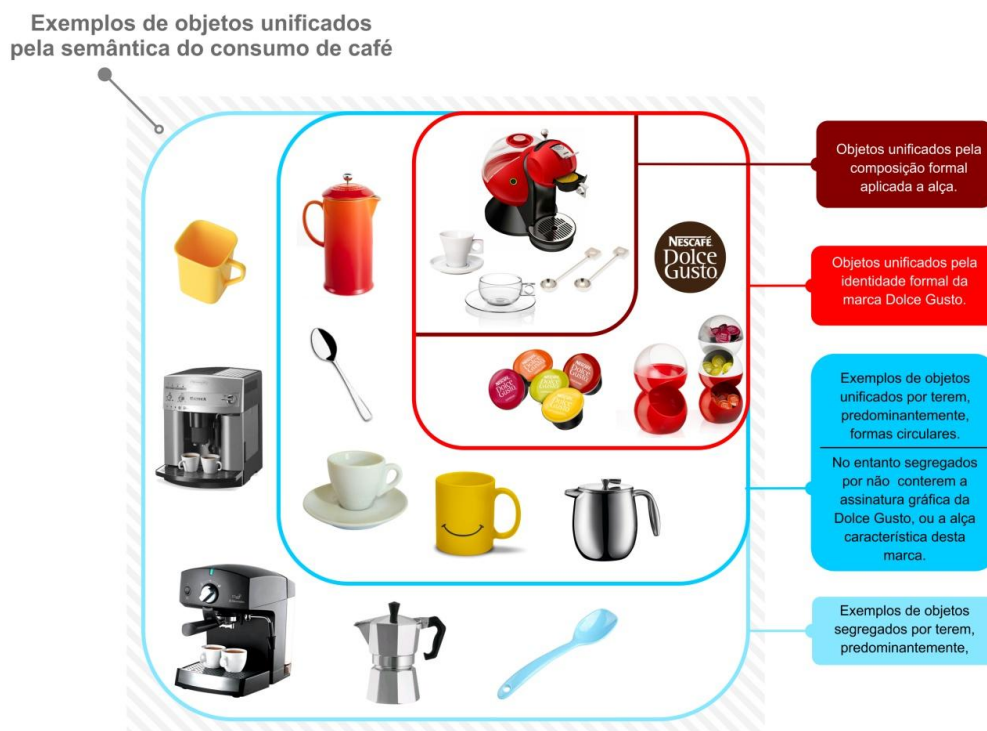 Exemplos de objetos unificados
pela semântica do consumo de café
Objetos unificados pela
composição formal
aplicada a alça.
NESCAFÉ
Dolce
Gusto
Objetos unificados pela
identidade formal da
marca Dolce Gusto.
Exemplos de objetos
unificados por terem,
predominantemente,
formas circulares.
No entanto segregados
por não conterem a
assinatura gráfica da
Dolce Gusto, ou a alça
característica desta
marca.
Exemplos de objetos
segregados por terem,
predominantemente,